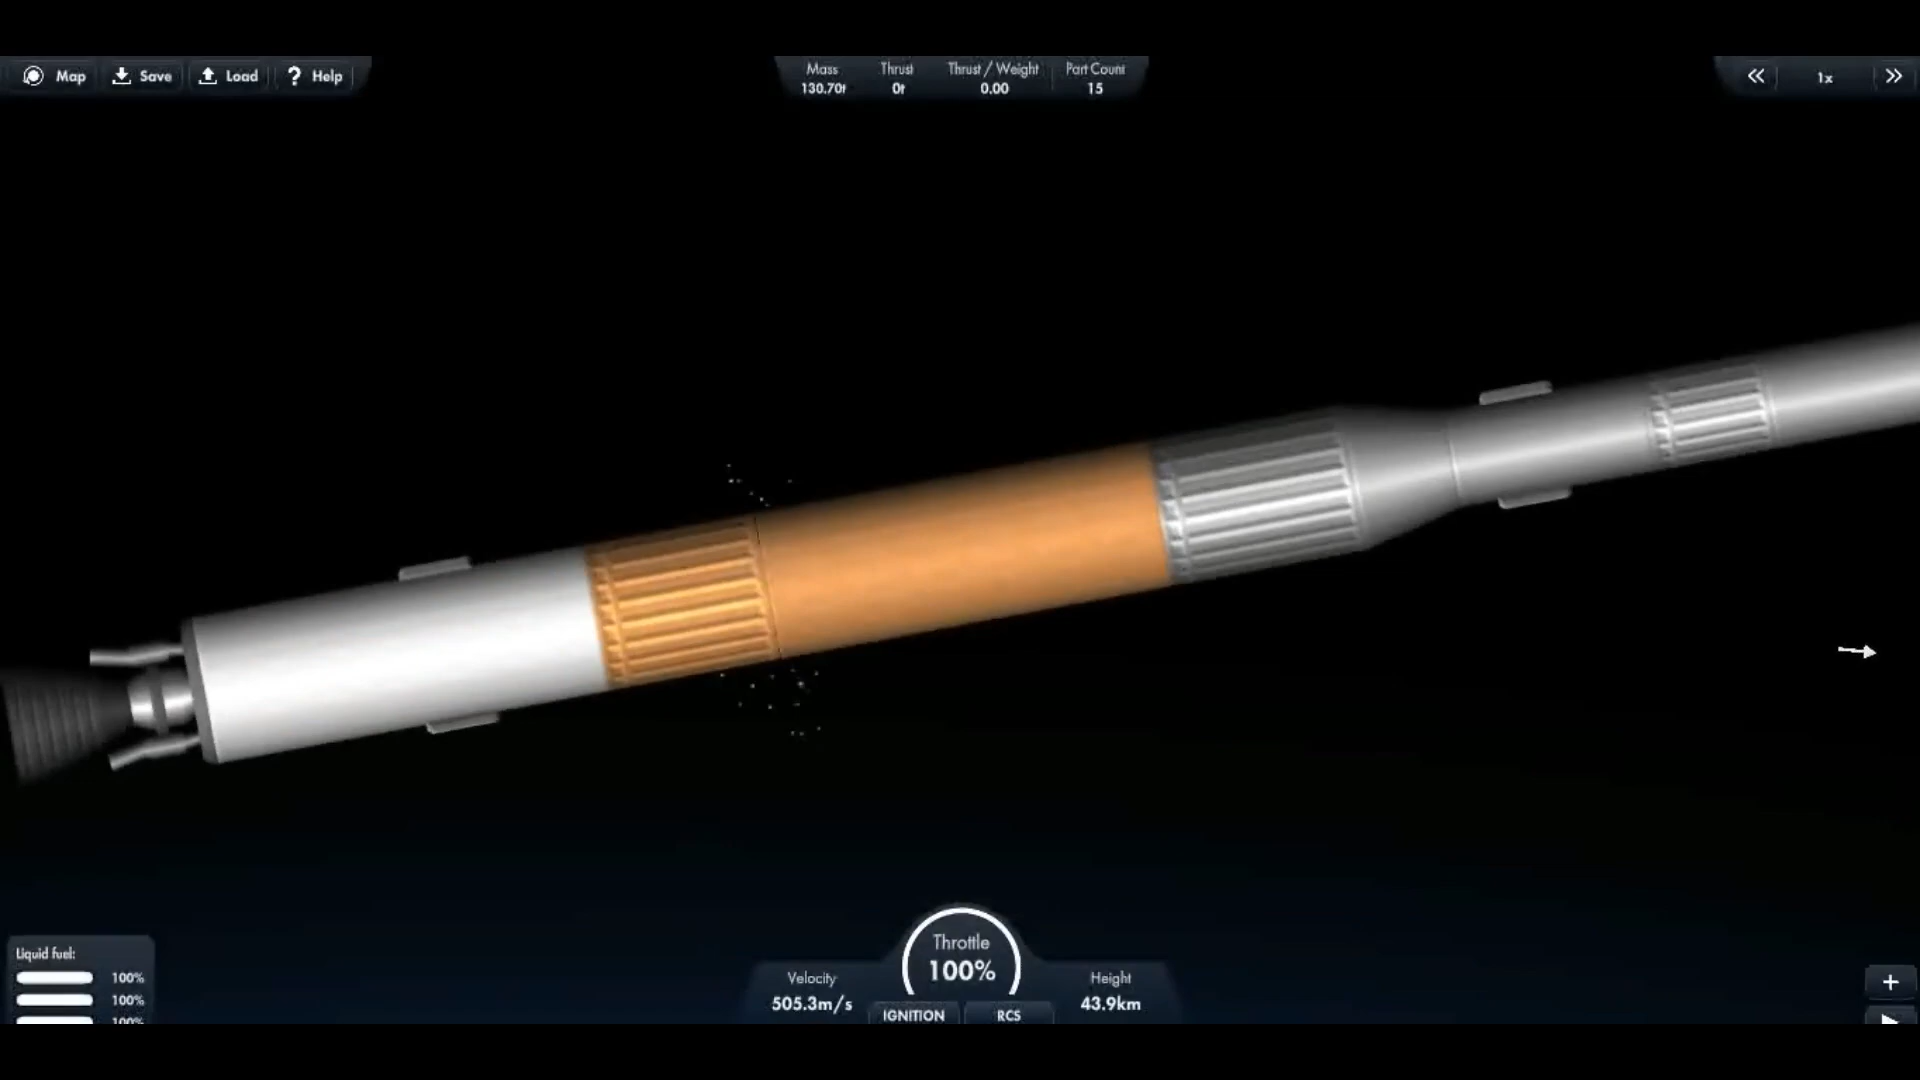 Map Save Load ? Help
Mass Thrust Thrust / Weight Part Count
130.70t 0t 0.00 15
1x
Liquid fuel:
100%
100%
100%
Throttle
100%
Velocity Height
505.3m/s 43.9km
IGNITION RCS